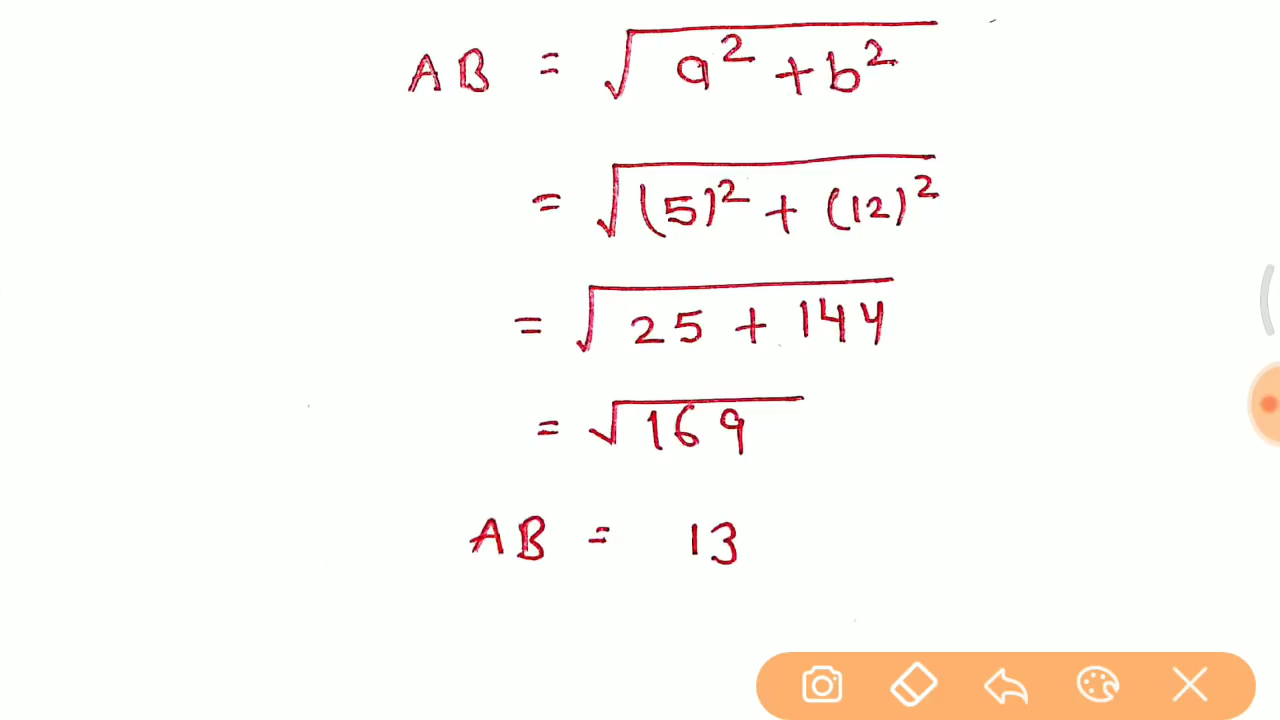 AB = √(a² + b²)
= √((5)² + (12)²)
= √(25 + 144)
= √169
AB = 13